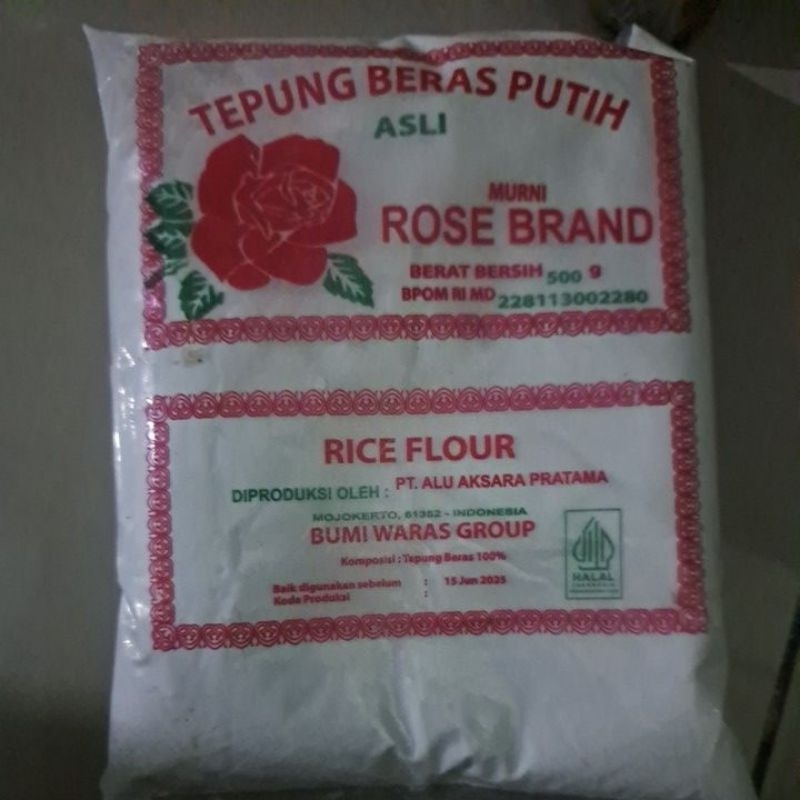 TEPUNG BERAS PUTIH
ASLI
MURNI
ROSE BRAND
BERAT BERSIH 500 g
BPOM RI MD 228113002280
RICE FLOUR
DIPRODUKSI OLEH : PT. ALU AKSARA PRATAMA
MOJOKERTO, 61352 - INDONESIA
BUMI WARAS GROUP
Komposisi : Tepung Beras 100%
Baik digunakan sebelum : 15 Jun 2025
Kode Produksi :
HALAL
INDONESIA